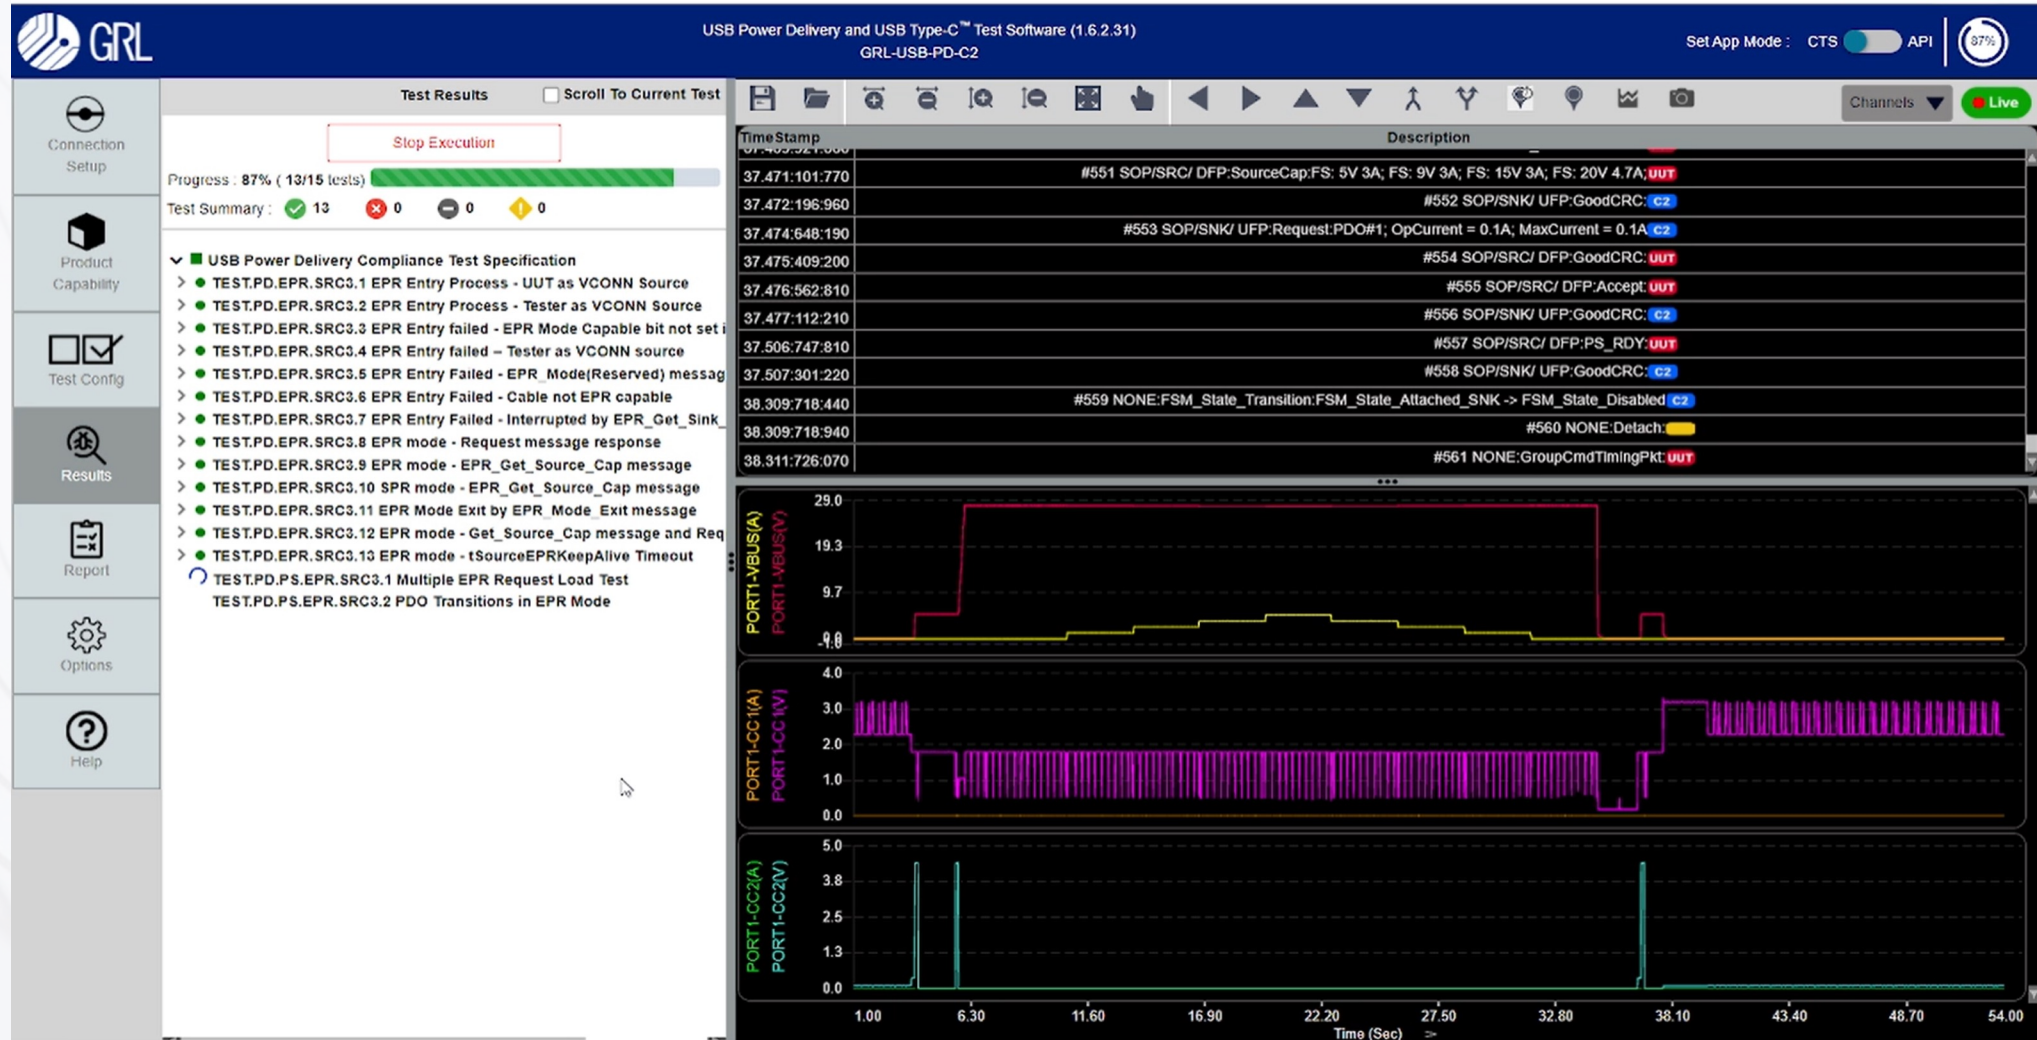 GRL
USB Power Delivery and USB Type-C™ Test Software (1.6.2.31)
GRL-USB-PD-C2
Set App Mode : CTS API
87%
Connection
Setup
Product
Capability
Test Config
Results
Report
Options
Help
Test Results Scroll To Current Test
Stop Execution
Progress : 87% ( 13/15 tests)
Test Summary : 13 0 0 0
USB Power Delivery Compliance Test Specification
TEST.PD.EPR.SRC3.1 EPR Entry Process - UUT as VCONN Source
TEST.PD.EPR.SRC3.2 EPR Entry Process - Tester as VCONN Source
TEST.PD.EPR.SRC3.3 EPR Entry failed - EPR Mode Capable bit not set i
TEST.PD.EPR.SRC3.4 EPR Entry failed – Tester as VCONN source
TEST.PD.EPR.SRC3.5 EPR Entry Failed - EPR_Mode(Reserved) messag
TEST.PD.EPR.SRC3.6 EPR Entry Failed - Cable not EPR capable
TEST.PD.EPR.SRC3.7 EPR Entry Failed - Interrupted by EPR_Get_Sink_
TEST.PD.EPR.SRC3.8 EPR mode - Request message response
TEST.PD.EPR.SRC3.9 EPR mode - EPR_Get_Source_Cap message
TEST.PD.EPR.SRC3.10 SPR mode - EPR_Get_Source_Cap message
TEST.PD.EPR.SRC3.11 EPR Mode Exit by EPR_Mode_Exit message
TEST.PD.EPR.SRC3.12 EPR mode - Get_Source_Cap message and Req
TEST.PD.EPR.SRC3.13 EPR mode - tSourceEPRKeepAlive Timeout
TEST.PD.PS.EPR.SRC3.1 Multiple EPR Request Load Test
TEST.PD.PS.EPR.SRC3.2 PDO Transitions in EPR Mode
Channels Live
TimeStamp Description
37.471:101:770 #551 SOP/SRC/ DFP:SourceCap:FS: 5V 3A; FS: 9V 3A; FS: 15V 3A; FS: 20V 4.7A;UUT
37.472:196:960 #552 SOP/SNK/ UFP:GoodCRC: C2
37.474:648:190 #553 SOP/SNK/ UFP:Request:PDO#1; OpCurrent = 0.1A; MaxCurrent = 0.1A C2
37.475:409:200 #554 SOP/SRC/ DFP:GoodCRC:UUT
37.476:562:810 #555 SOP/SRC/ DFP:Accept:UUT
37.477:112:210 #556 SOP/SNK/ UFP:GoodCRC: C2
37.506:747:810 #557 SOP/SRC/ DFP:PS_RDY:UUT
37.507:301:220 #558 SOP/SNK/ UFP:GoodCRC: C2
38.309:718:440 #559 NONE:FSM_State_Transition:FSM_State_Attached_SNK -> FSM_State_Disabled C2
38.309:718:940 #560 NONE:Detach:
38.311:726:070 #561 NONE:GroupCmdTimingPkt:UUT
PORT1-VBUS(A)
PORT1-VBUS(V)
29.0
19.3
9.7
0.0
-1.0
PORT1-CC1(A)
PORT1-CC1(V)
4.0
3.0
2.0
1.0
0.0
PORT1-CC2(A)
PORT1-CC2(V)
5.0
3.8
2.5
1.3
0.0
1.00 6.30 11.60 16.90 22.20 27.50 32.80 38.10 43.40 48.70 54.00
Time (Sec) >